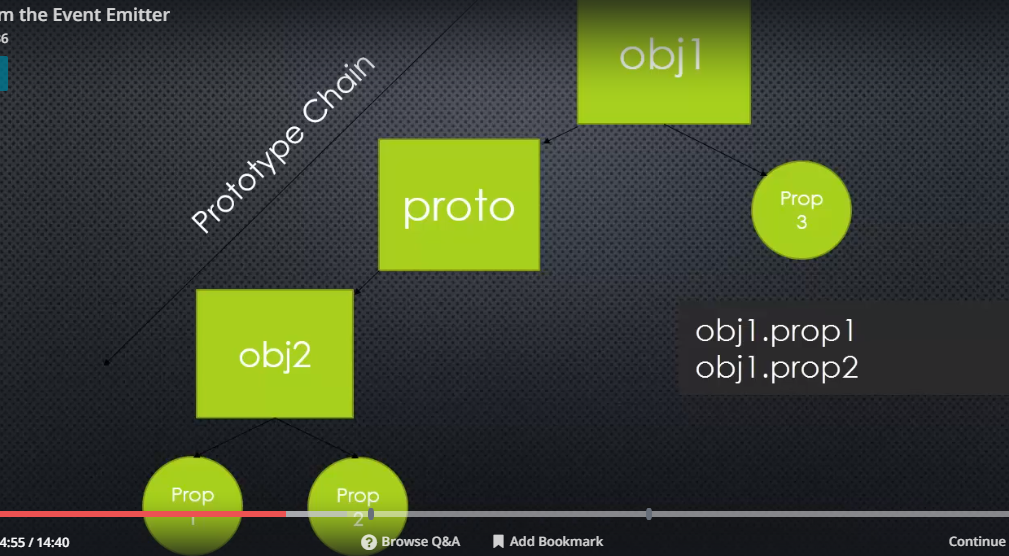 m the Event Emitter
6
obj1
Prototype Chain
proto
Prop
3
obj1.prop1
obj1.prop2
obj2
Prop
1
Prop
2
4:55 / 14:40
Browse Q&A
Add Bookmark
Continue